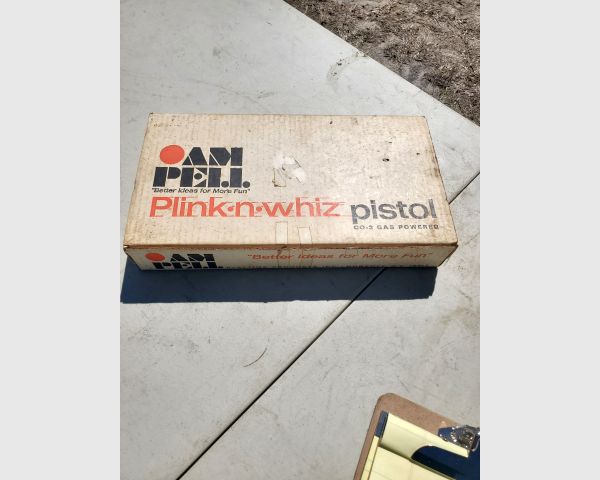 AM
PELL
"Better Ideas for More Fun"
Plink·n·whiz pistol
CO-2 GAS POWERED
AM
PELL
"Better Ideas for More Fun"